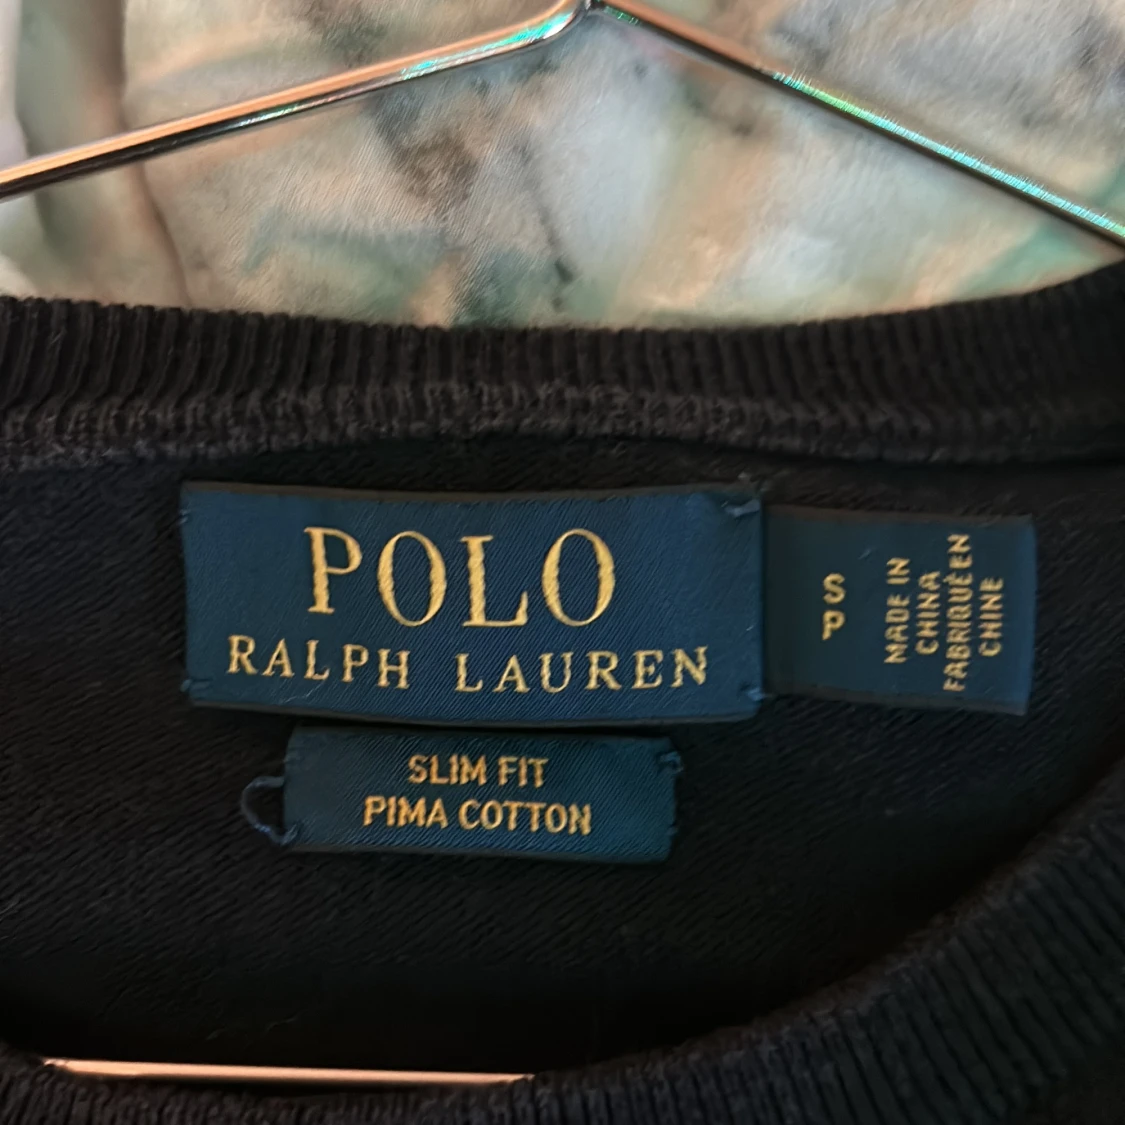 POLO
RALPH LAUREN
S
P
MADE IN
CHINA
FABRIQUÉ EN
CHINE
SLIM FIT
PIMA COTTON